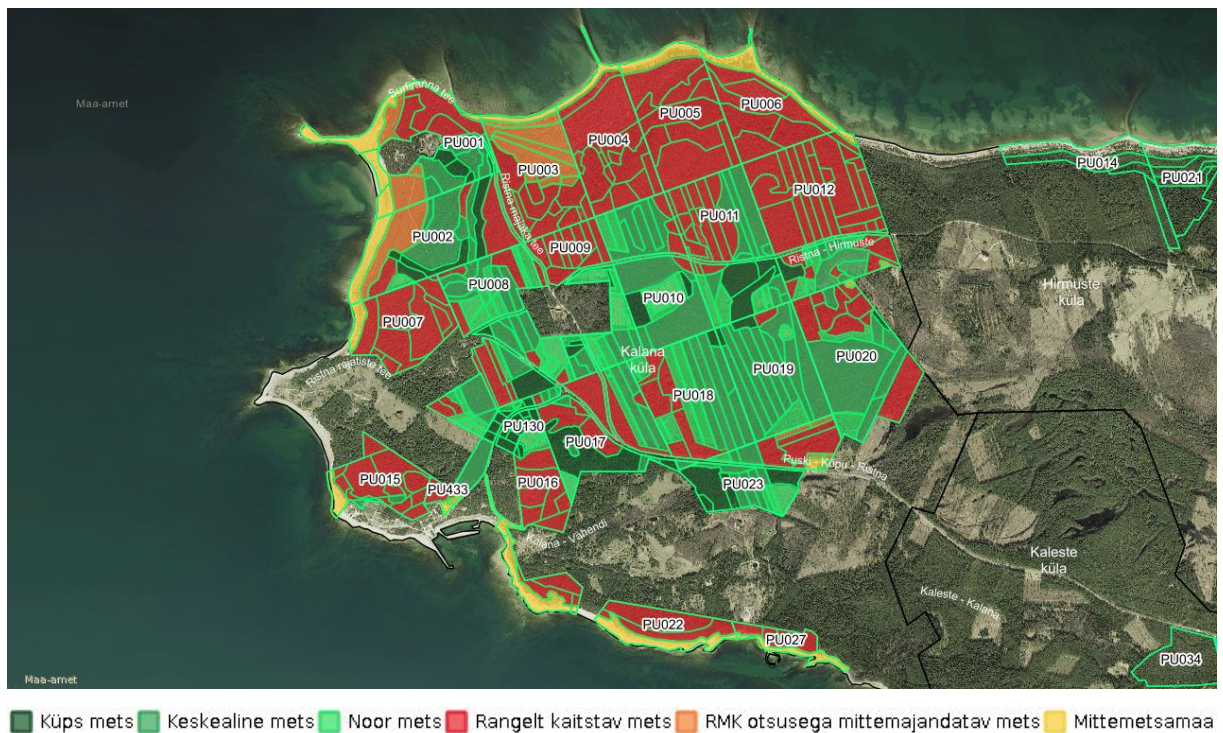 Maa-amet
Surfiranna tee
PU006
PU005
PU001
PU004
PU003
PU014
PU021
PU012
Ristna majaka tee
PU011
PU002
PU009
Ristna - Hirmuste
PU008
Hirmuste
küla
PU010
PU007
Kalana
küla
PU020
Ristna rajatiste tee
PU019
PU018
PU130
PU017
Puski - Kõpu - Ristna
PU015
PU433
PU016
PU023
Kalana - Vahendi
Kaleste
küla
Kaleste - Kalana
PU022
PU027
PU034
Maa-amet
Küps mets Keskealine mets Noor mets Rangelt kaitstav mets RMK otsusega mittemajandatav mets Mittemetsamaa